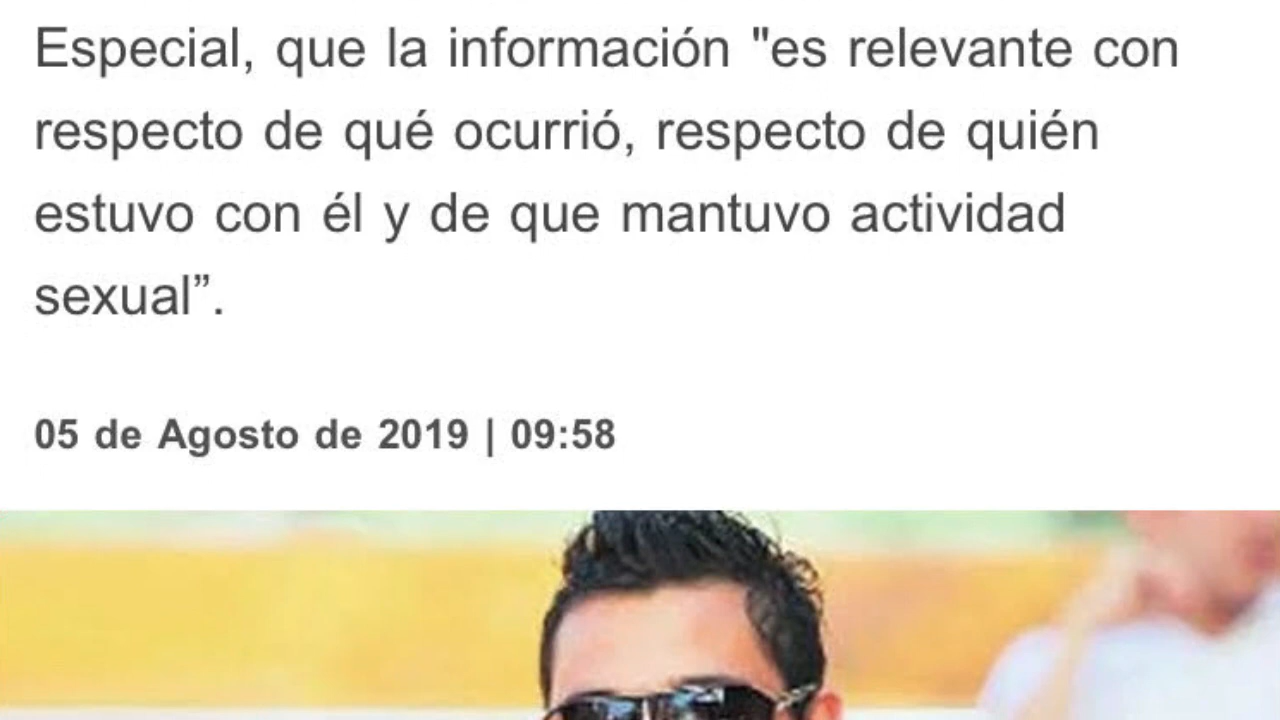 Especial, que la información "es relevante con
respecto de qué ocurrió, respecto de quién
estuvo con él y de que mantuvo actividad
sexual”.
05 de Agosto de 2019 | 09:58